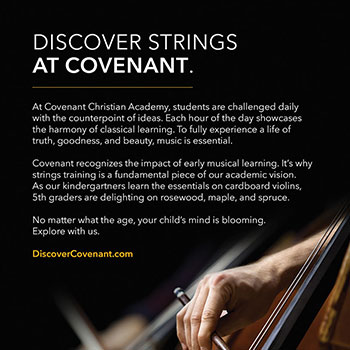 DISCOVER STRINGS
AT COVENANT.
At Covenant Christian Academy, students are challenged daily
with the counterpoint of ideas. Each hour of the day showcases
the harmony of classical learning. To fully experience a life of
truth, goodness, and beauty, music is essential.
Covenant recognizes the impact of early musical learning. It's why
strings training is a fundamental piece of our academic vision.
As our kindergartners learn the essentials on cardboard violins,
5th graders are delighting on rosewood, maple, and spruce.
No matter what the age, your child's mind is blooming.
Explore with us.
DiscoverCovenant.com